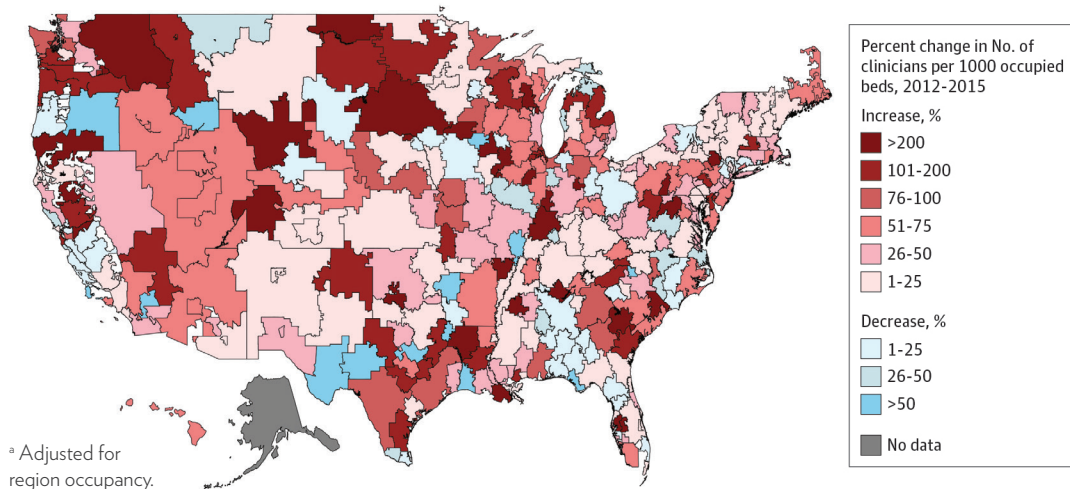 Percent change in No. of
clinicians per 1000 occupied
beds, 2012-2015
Increase, %
>200
101-200
76-100
51-75
26-50
1-25
Decrease, %
1-25
26-50
>50
No data
a Adjusted for
region occupancy.